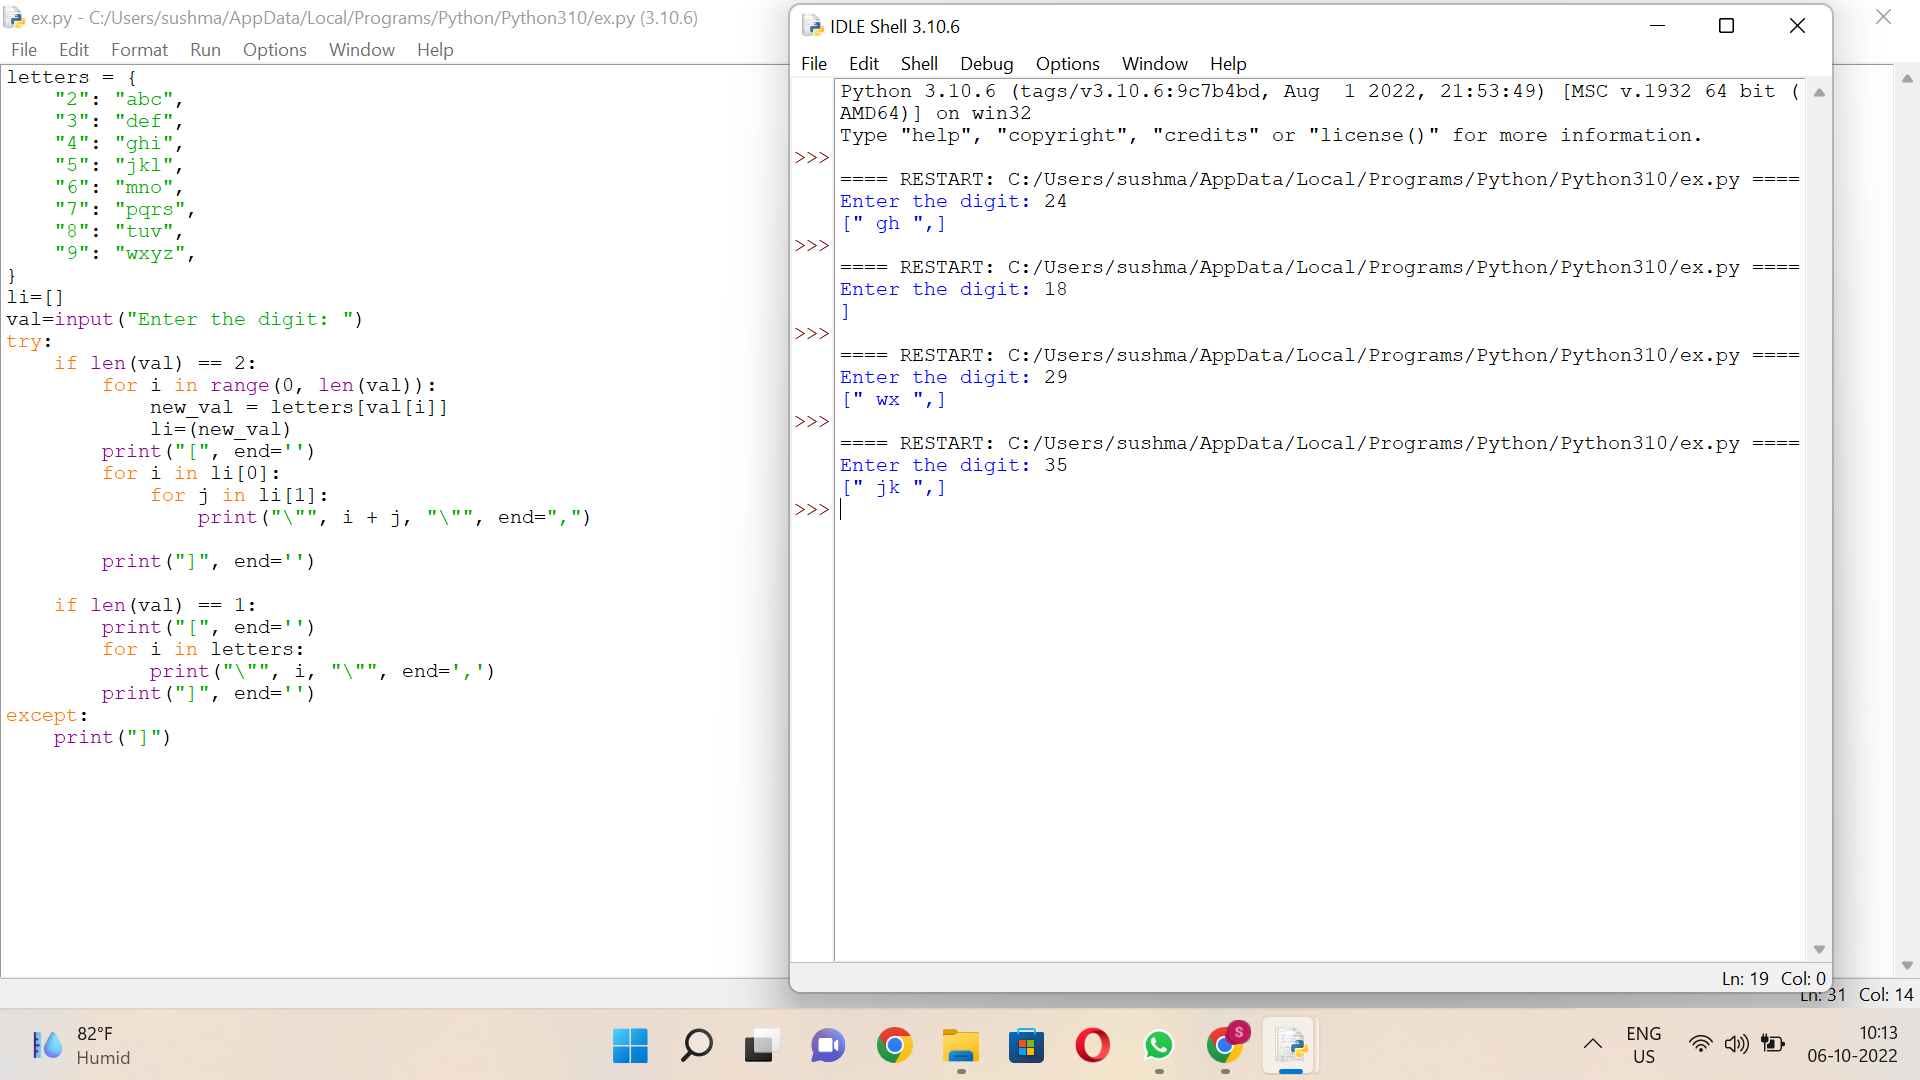 ex.py - C:/Users/sushma/AppData/Local/Programs/Python/Python310/ex.py (3.10.6)
File Edit Format Run Options Window Help
letters = {
    "2": "abc",
    "3": "def",
    "4": "ghi",
    "5": "jkl",
    "6": "mno",
    "7": "pqrs",
    "8": "tuv",
    "9": "wxyz",
}
li=[]
val=input("Enter the digit: ")
try:
    if len(val) == 2:
        for i in range(0, len(val)):
            new_val = letters[val[i]]
            li=(new_val)
        print("[", end='')
        for i in li[0]:
            for j in li[1]:
                print("\"", i + j, "\"", end=",")
        print("]", end='')
    if len(val) == 1:
        print("[", end='')
        for i in letters:
            print("\"", i, "\"", end=',')
        print("]", end='')
except:
    print("]")
IDLE Shell 3.10.6
File Edit Shell Debug Options Window Help
Python 3.10.6 (tags/v3.10.6:9c7b4bd, Aug  1 2022, 21:53:49) [MSC v.1932 64 bit (
AMD64)] on win32
Type "help", "copyright", "credits" or "license()" for more information.
>>>
==== RESTART: C:/Users/sushma/AppData/Local/Programs/Python/Python310/ex.py ====
Enter the digit: 24
[" gh ",]
>>>
==== RESTART: C:/Users/sushma/AppData/Local/Programs/Python/Python310/ex.py ====
Enter the digit: 18
]
>>>
==== RESTART: C:/Users/sushma/AppData/Local/Programs/Python/Python310/ex.py ====
Enter the digit: 29
[" wx ",]
>>>
==== RESTART: C:/Users/sushma/AppData/Local/Programs/Python/Python310/ex.py ====
Enter the digit: 35
[" jk ",]
>>>
Ln: 19 Col: 0
Ln: 31 Col: 14
82°F
Humid
S
ENG
US
10:13
06-10-2022